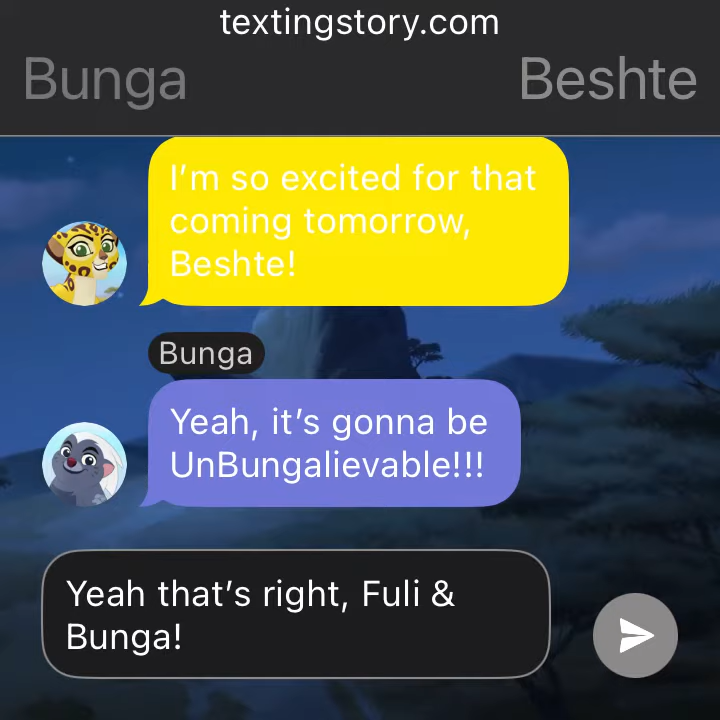 textingstory.com
Bunga
Beshte
I’m so excited for that
coming tomorrow,
Beshte!
Bunga
Yeah, it’s gonna be
UnBungalievable!!!
Yeah that’s right, Fuli &
Bunga!